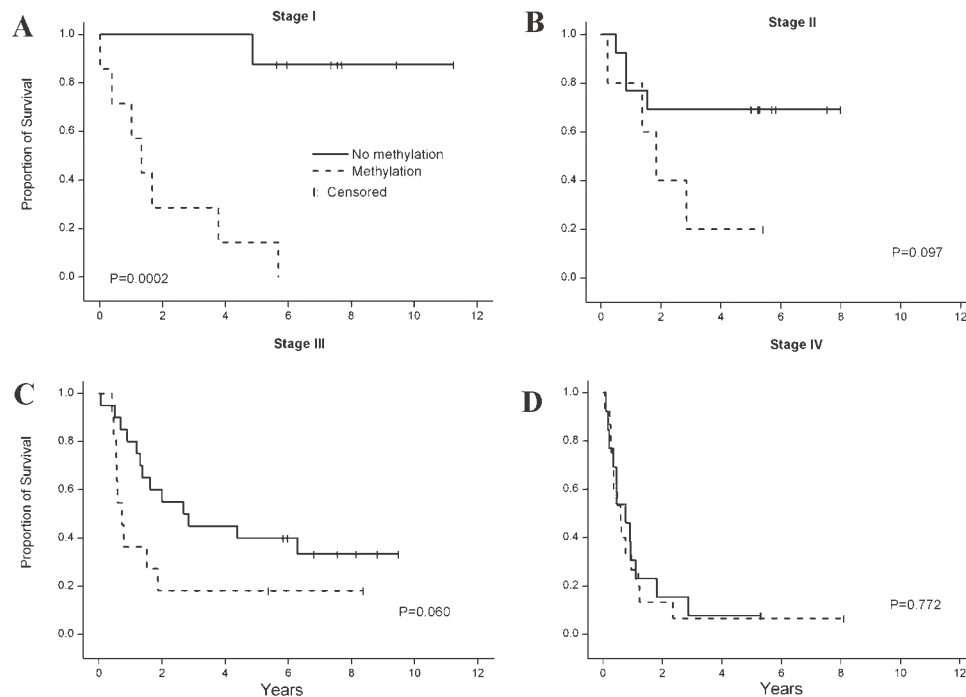 A
Stage I
Proportion of Survival
1.0
0.8
0.6
0.4
0.2
0.0
No methylation
Methylation
Censored
P=0.0002
0 2 4 6 8 10 12
B
Stage II
1.0
0.8
0.6
0.4
0.2
0.0
P=0.097
0 2 4 6 8 10 12
C
Stage III
Proportion of Survival
1.0
0.8
0.6
0.4
0.2
0.0
P=0.060
0 2 4 6 8 10 12
Years
D
Stage IV
1.0
0.8
0.6
0.4
0.2
0.0
P=0.772
0 2 4 6 8 10 12
Years